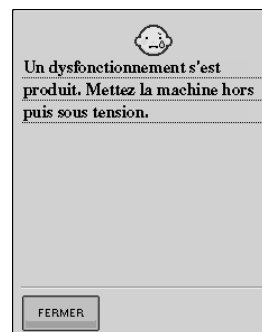 Un dysfonctionnement s'est
produit. Mettez la machine hors
puis sous tension.
FERMER